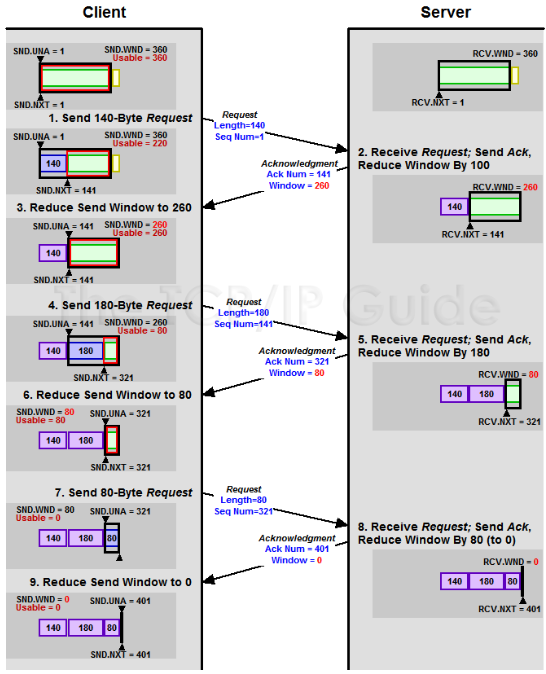 Client
Server
SND.UNA = 1
SND.WND = 360
Usable = 360
SND.NXT = 1
RCV.WND = 360
RCV.NXT = 1
1. Send 140-Byte Request
Request
Length=140
Seq Num=1
SND.UNA = 1
SND.WND = 360
Usable = 220
140
SND.NXT = 141
2. Receive Request; Send Ack,
Reduce Window By 100
Acknowledgment
Ack Num = 141
Window = 260
RCV.WND = 260
140
RCV.NXT = 141
3. Reduce Send Window to 260
SND.UNA = 141
SND.WND = 260
Usable = 260
140
SND.NXT = 141
The TCP/IP Guide
4. Send 180-Byte Request
Request
Length=180
Seq Num=141
SND.UNA = 141
SND.WND = 260
Usable = 80
140
180
SND.NXT = 321
5. Receive Request; Send Ack,
Reduce Window By 180
Acknowledgment
Ack Num = 321
Window = 80
RCV.WND = 80
140
180
RCV.NXT = 321
6. Reduce Send Window to 80
SND.WND = 80
Usable = 80
SND.UNA = 321
140
180
SND.NXT = 321
7. Send 80-Byte Request
Request
Length=80
Seq Num=321
SND.WND = 80
Usable = 0
SND.UNA = 321
140
180
80
8. Receive Request; Send Ack,
Reduce Window By 80 (to 0)
Acknowledgment
Ack Num = 401
Window = 0
RCV.WND = 0
140
180
80
RCV.NXT = 401
9. Reduce Send Window to 0
SND.WND = 0
Usable = 0
SND.UNA = 401
140
180
80
SND.NXT = 401